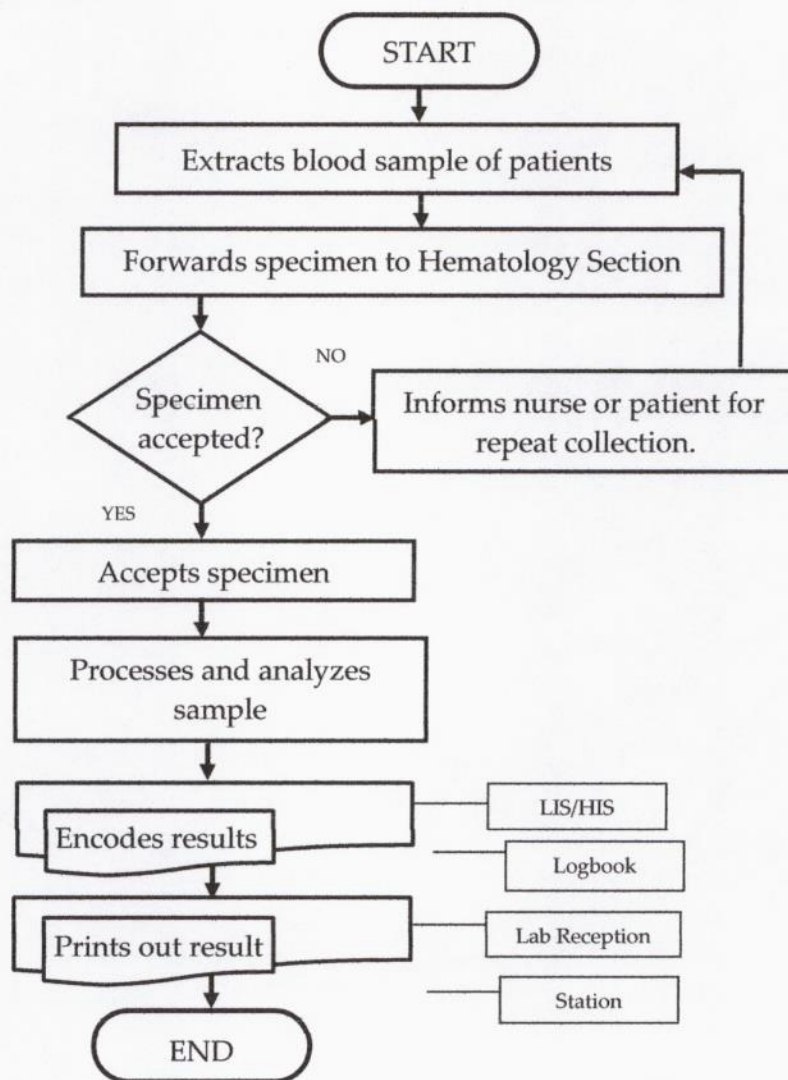 START
Extracts blood sample of patients
Forwards specimen to Hematology Section
NO
Specimen
accepted?
Informs nurse or patient for
repeat collection.
YES
Accepts specimen
Processes and analyzes
sample
LIS/HIS
Encodes results
Logbook
Lab Reception
Prints out result
Station
END